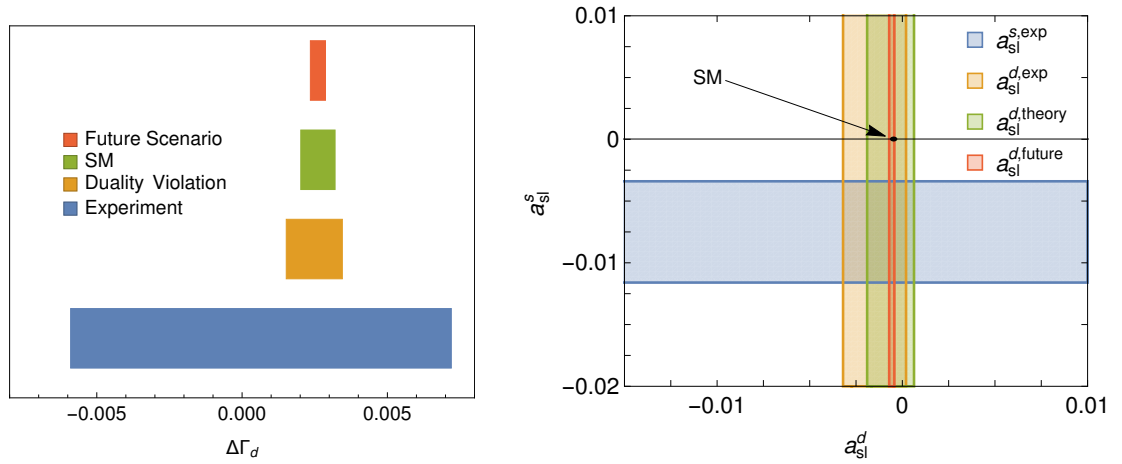 Future Scenario
SM
Duality Violation
Experiment
−0.005
0.000
0.005
ΔΓ_d
0.01
0
−0.01
−0.02
a_sl^s
SM
a_sl^{s,exp}
a_sl^{d,exp}
a_sl^{d,theory}
a_sl^{d,future}
−0.01
0
0.01
a_sl^d